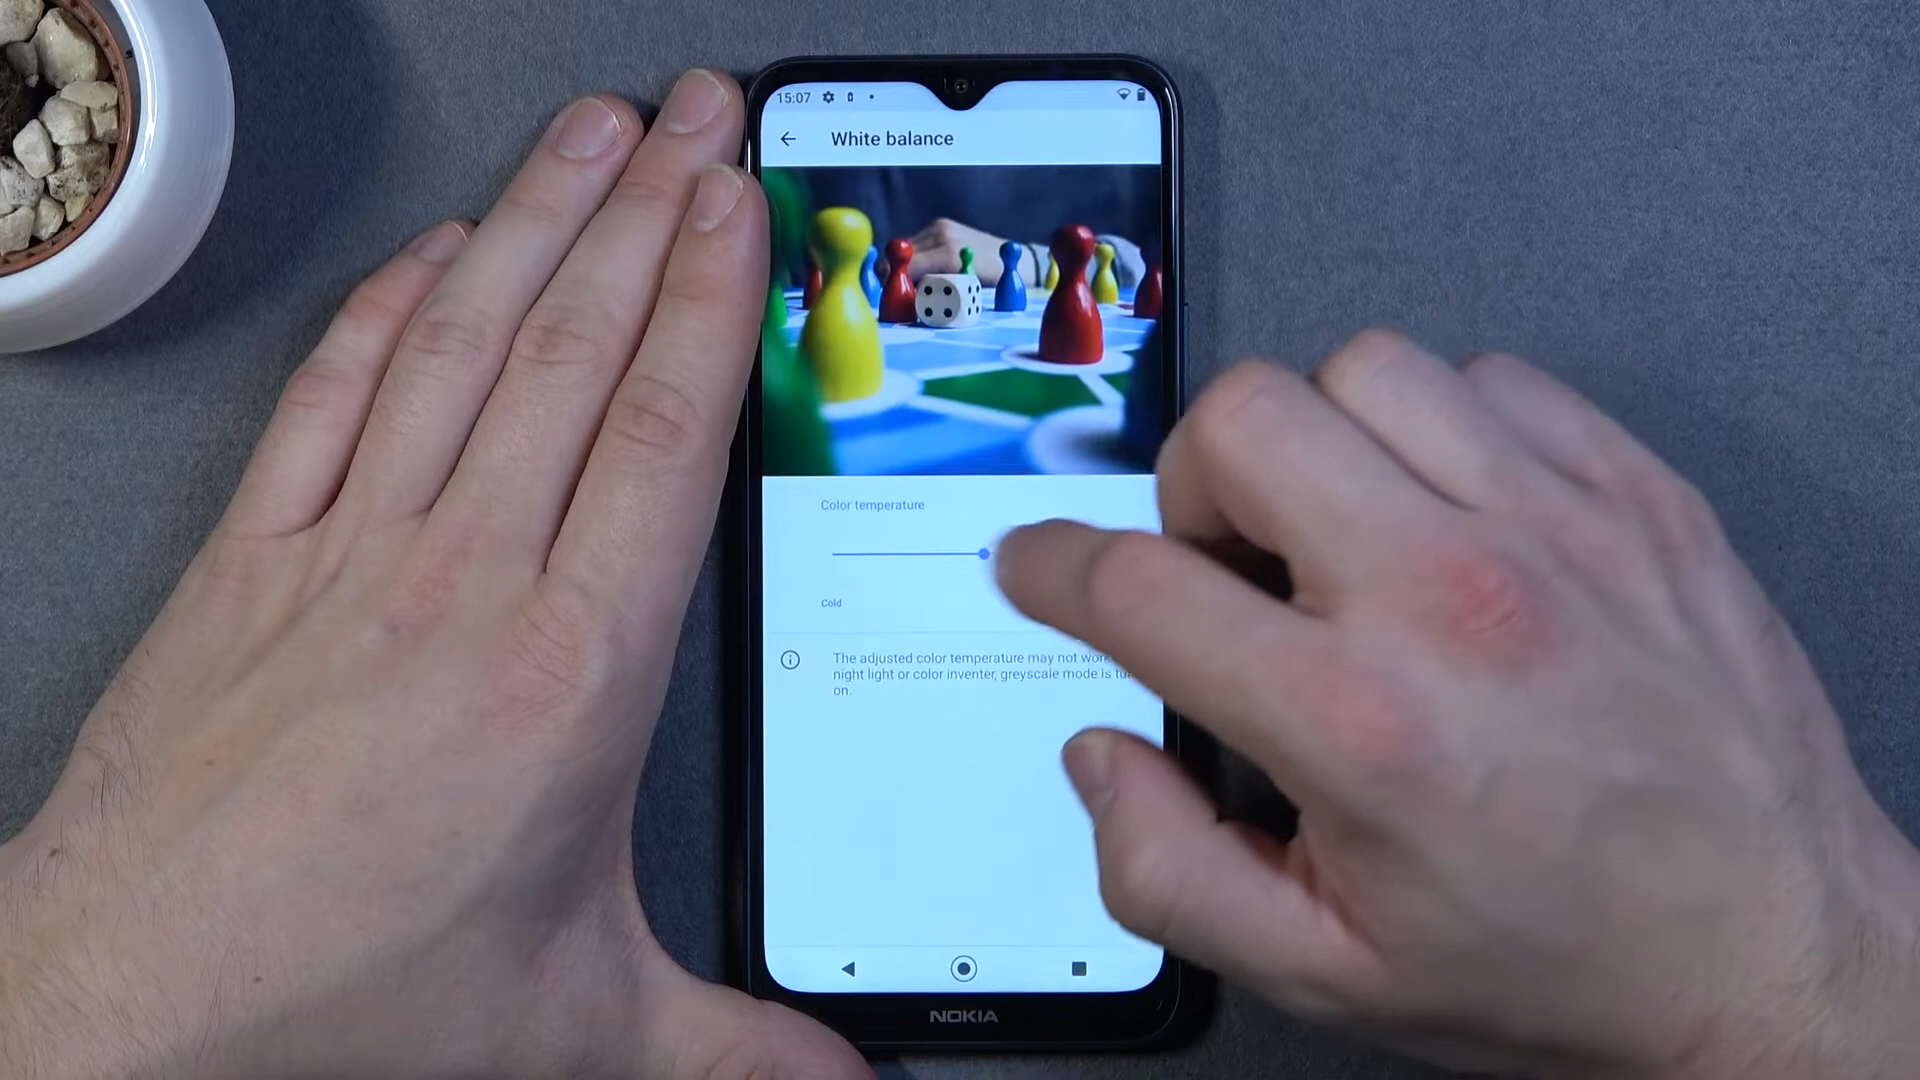 15:07
White balance
Color temperature
Cold
The adjusted color temperature may not work
night light or color inventer, greyscale mode is
on.
NOKIA